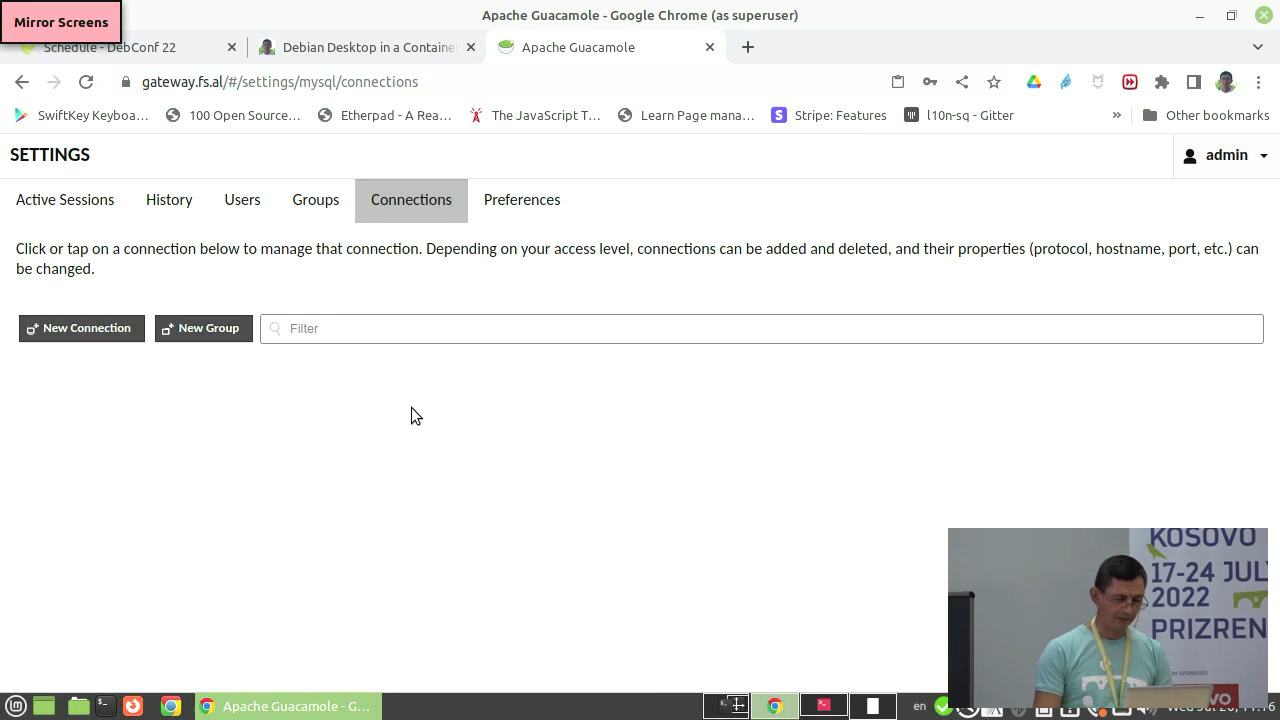 Mirror Screens
Apache Guacamole - Google Chrome (as superuser)
Schedule - DebConf 22
Debian Desktop in a Containe
Apache Guacamole
gateway.fs.al/#/settings/mysql/connections
SwiftKey Keyboa…
100 Open Source…
Etherpad - A Rea…
The JavaScript T…
Learn Page mana…
Stripe: Features
l10n-sq - Gitter
Other bookmarks
SETTINGS
admin
Active Sessions
History
Users
Groups
Connections
Preferences
Click or tap on a connection below to manage that connection. Depending on your access level, connections can be added and deleted, and their properties (protocol, hostname, port, etc.) can
be changed.
New Connection
New Group
Filter
KOSOVO
17-24 JUL
2022
PRIZREN
Apache Guacamole - G…
en